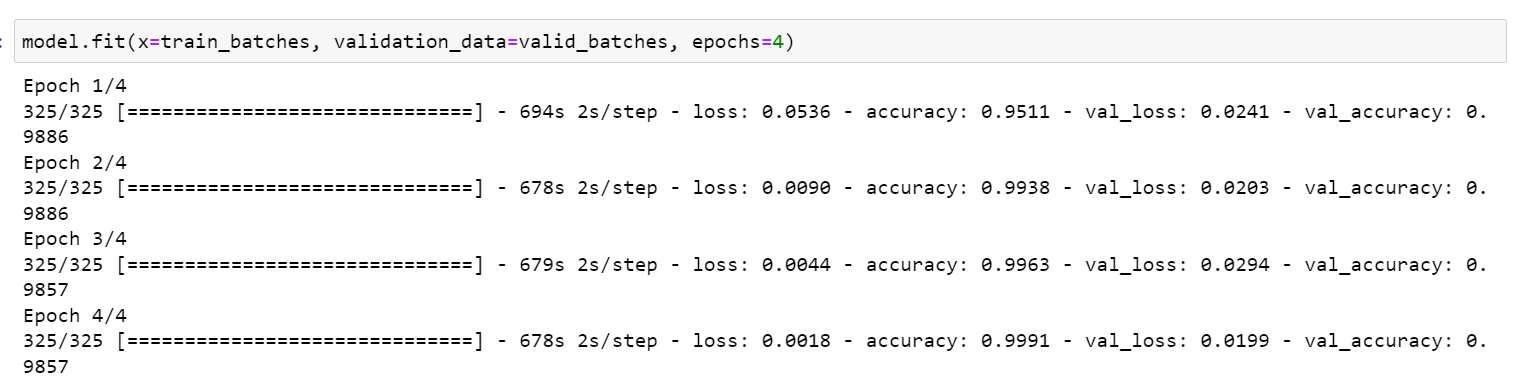 : model.fit(x=train_batches, validation_data=valid_batches, epochs=4)
Epoch 1/4
325/325 [==============================] - 694s 2s/step - loss: 0.0536 - accuracy: 0.9511 - val_loss: 0.0241 - val_accuracy: 0.
9886
Epoch 2/4
325/325 [==============================] - 678s 2s/step - loss: 0.0090 - accuracy: 0.9938 - val_loss: 0.0203 - val_accuracy: 0.
9886
Epoch 3/4
325/325 [==============================] - 679s 2s/step - loss: 0.0044 - accuracy: 0.9963 - val_loss: 0.0294 - val_accuracy: 0.
9857
Epoch 4/4
325/325 [==============================] - 678s 2s/step - loss: 0.0018 - accuracy: 0.9991 - val_loss: 0.0199 - val_accuracy: 0.
9857